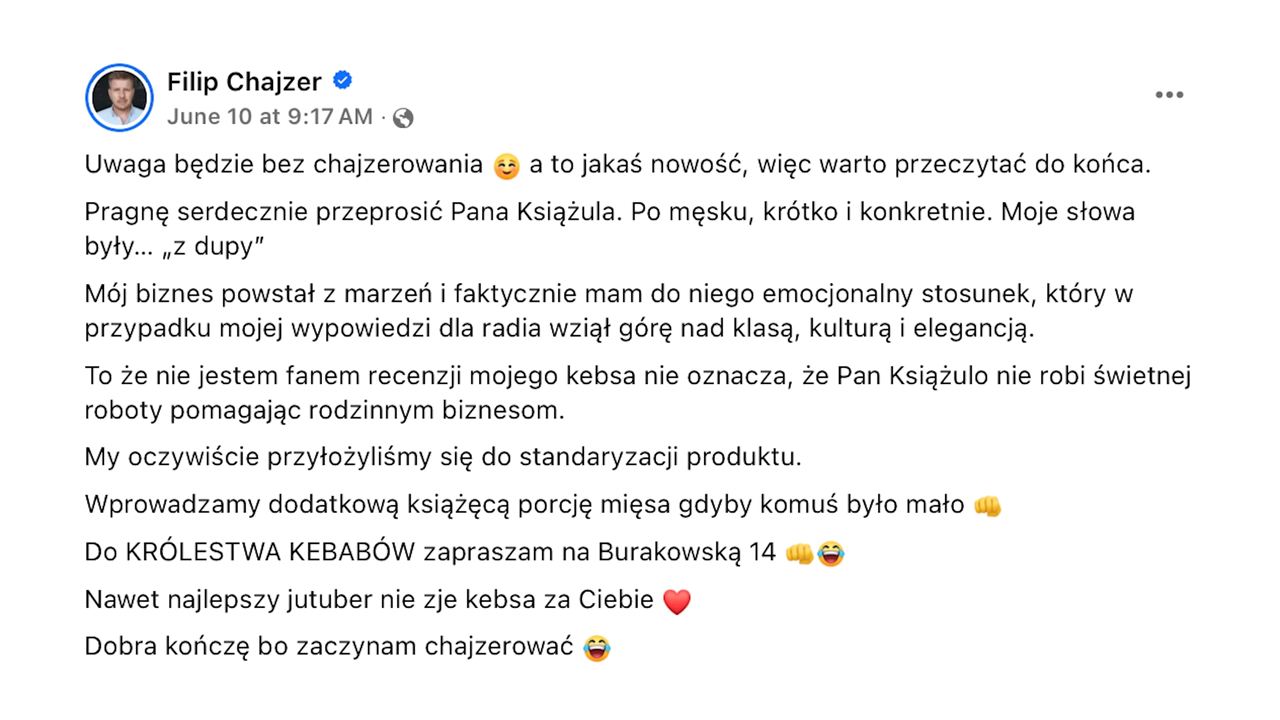 Filip Chajzer
June 10 at 9:17 AM ·
Uwaga będzie bez chajzerowania ☺️ a to jakaś nowość, więc warto przeczytać do końca.
Pragnę serdecznie przeprosić Pana Książula. Po męsku, krótko i konkretnie. Moje słowa
były... „z dupy”
Mój biznes powstał z marzeń i faktycznie mam do niego emocjonalny stosunek, który w
przypadku mojej wypowiedzi dla radia wziął górę nad klasą, kulturą i elegancją.
To że nie jestem fanem recenzji mojego kebsa nie oznacza, że Pan Książulo nie robi świetnej
roboty pomagając rodzinnym biznesom.
My oczywiście przyłożyliśmy się do standaryzacji produktu.
Wprowadzamy dodatkową książęcą porcję mięsa gdyby komuś było mało 👊
Do KRÓLESTWA KEBABÓW zapraszam na Burakowską 14 👊😂
Nawet najlepszy jutuber nie zje kebsa za Ciebie ❤️
Dobra kończę bo zaczynam chajzerować 😂